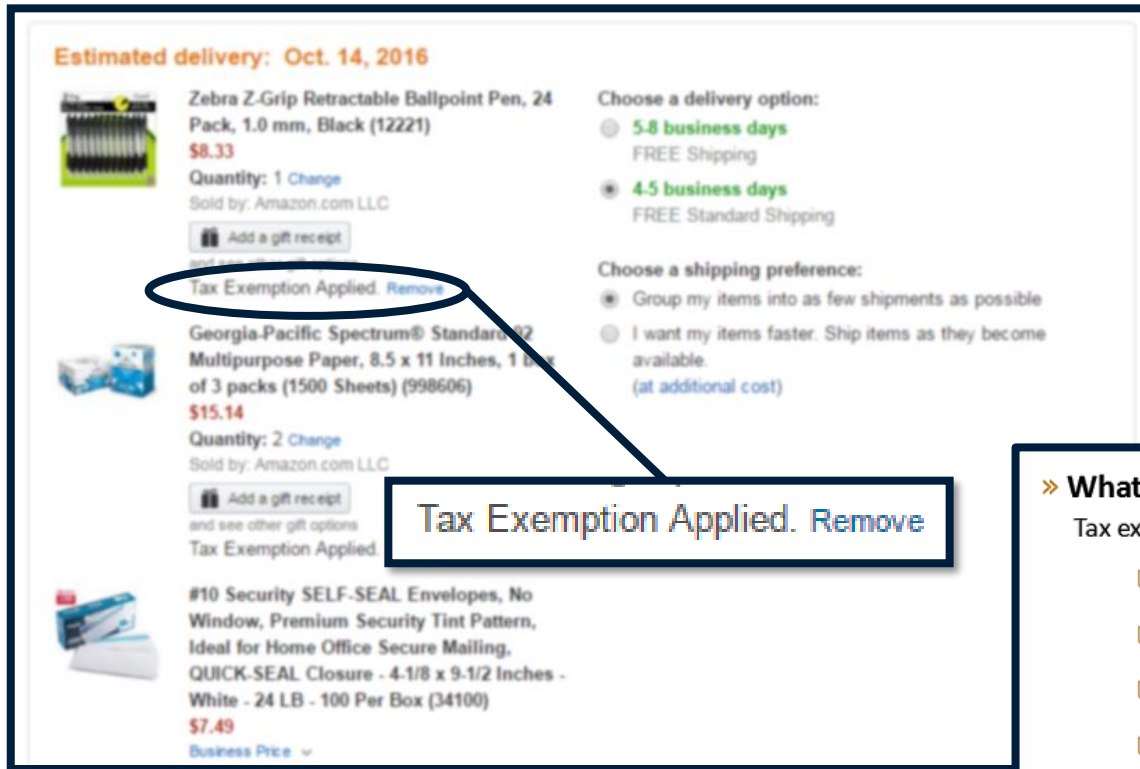 Estimated delivery: Oct. 14, 2016
Zebra Z-Grip Retractable Ballpoint Pen, 24
Pack, 1.0 mm, Black (12221)
$8.33
Quantity: 1 Change
Sold by: Amazon.com LLC
Add a gift receipt
and see other gift options
Tax Exemption Applied. Remove
Georgia-Pacific Spectrum® Standard 92
Multipurpose Paper, 8.5 x 11 Inches, 1 Box
of 3 packs (1500 Sheets) (998606)
$15.14
Quantity: 2 Change
Sold by: Amazon.com LLC
Add a gift receipt
and see other gift options
Tax Exemption Applied.
#10 Security SELF-SEAL Envelopes, No
Window, Premium Security Tint Pattern,
Ideal for Home Office Secure Mailing,
QUICK-SEAL Closure - 4-1/8 x 9-1/2 Inches -
White - 24 LB - 100 Per Box (34100)
$7.49
Business Price
Choose a delivery option:
5-8 business days
FREE Shipping
4-5 business days
FREE Standard Shipping
Choose a shipping preference:
Group my items into as few shipments as possible
I want my items faster. Ship items as they become
available.
(at additional cost)
Tax Exemption Applied. Remove
» What
Tax ex